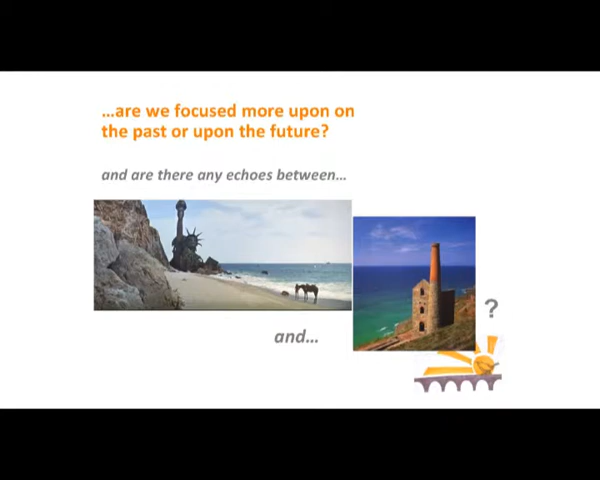 …are we focused more upon on
the past or upon the future?
and are there any echoes between…
and…
?